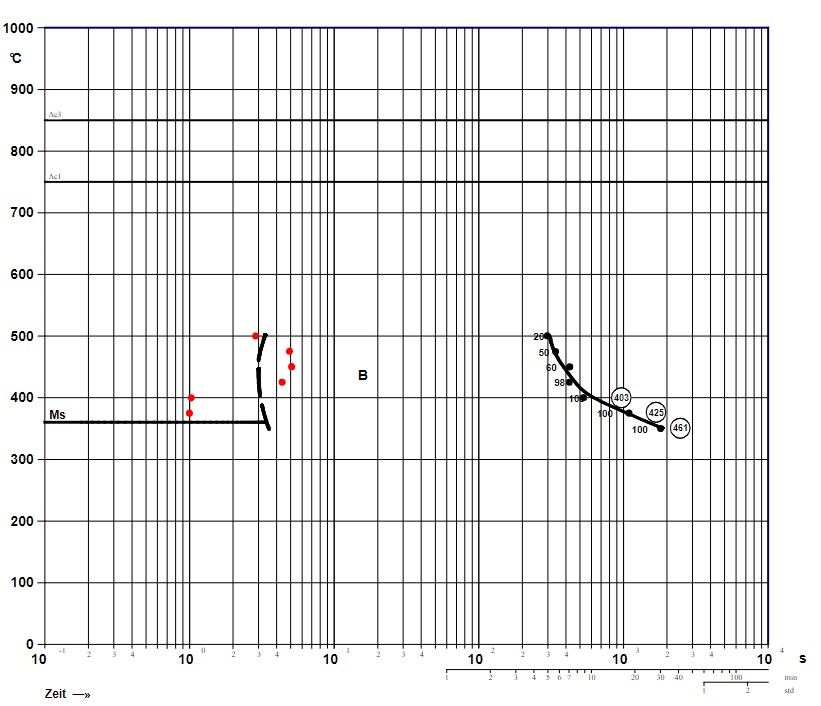 1000
°C
900
Ac3
800
Ac1
700
600
500
20
50
60
B
98
400
100
403
Ms
100
425
100
461
300
200
100
0
10 -1 2 3 4 10 0 2 3 4 10 1 2 3 4 10 2 2 3 4 10 3 2 3 4 10 4 s
1 2 3 4 5 6 7 10 20 30 40 100 min
1 2 std
Zeit —»